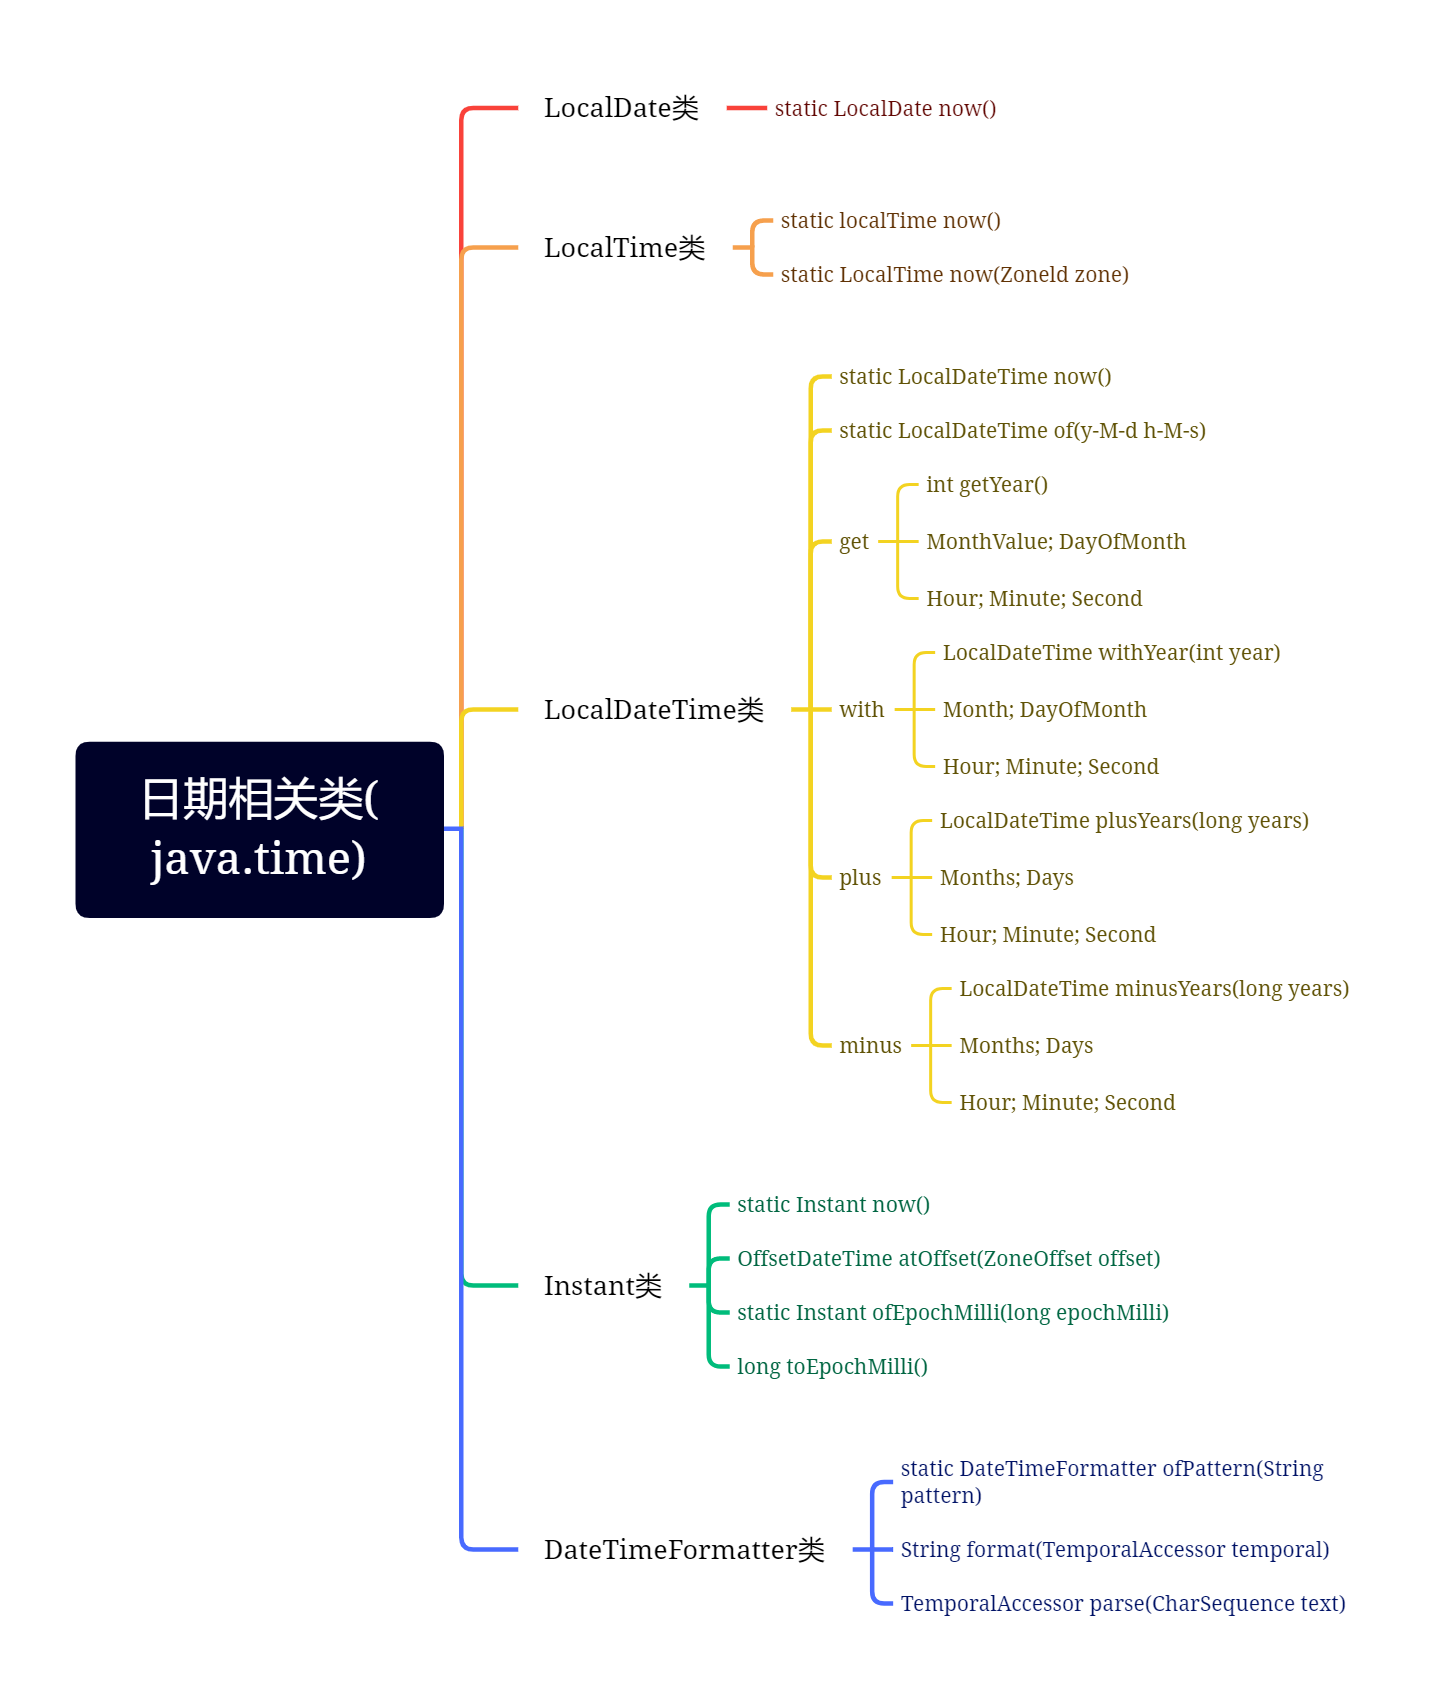 日期相关类(
java.time)
LocalDate类
static LocalDate now()
LocalTime类
static localTime now()
static LocalTime now(Zoneld zone)
LocalDateTime类
static LocalDateTime now()
static LocalDateTime of(y-M-d h-M-s)
get
int getYear()
MonthValue; DayOfMonth
Hour; Minute; Second
with
LocalDateTime withYear(int year)
Month; DayOfMonth
Hour; Minute; Second
plus
LocalDateTime plusYears(long years)
Months; Days
Hour; Minute; Second
minus
LocalDateTime minusYears(long years)
Months; Days
Hour; Minute; Second
Instant类
static Instant now()
OffsetDateTime atOffset(ZoneOffset offset)
static Instant ofEpochMilli(long epochMilli)
long toEpochMilli()
DateTimeFormatter类
static DateTimeFormatter ofPattern(String
pattern)
String format(TemporalAccessor temporal)
TemporalAccessor parse(CharSequence text)